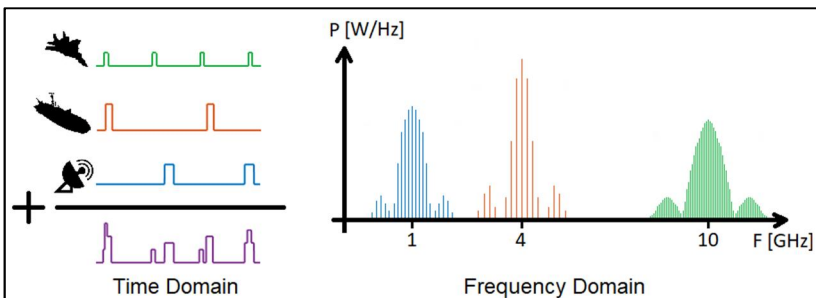 P [W/Hz]
+
1
4
10
F [GHz]
Time Domain
Frequency Domain